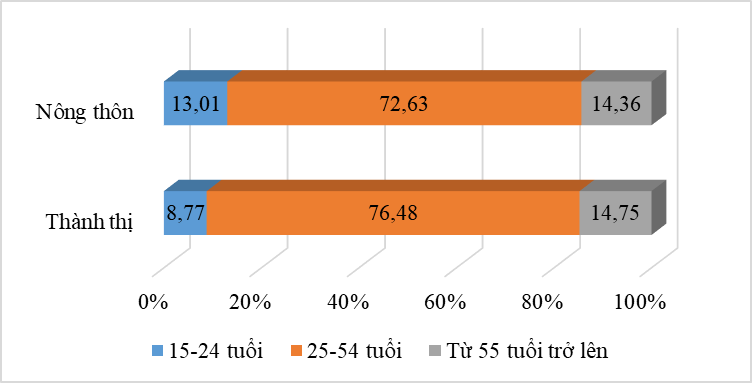 Nông thôn 13,01 72,63 14,36
Thành thị 8,77 76,48 14,75
0% 20% 40% 60% 80% 100%
15-24 tuổi 25-54 tuổi Từ 55 tuổi trở lên